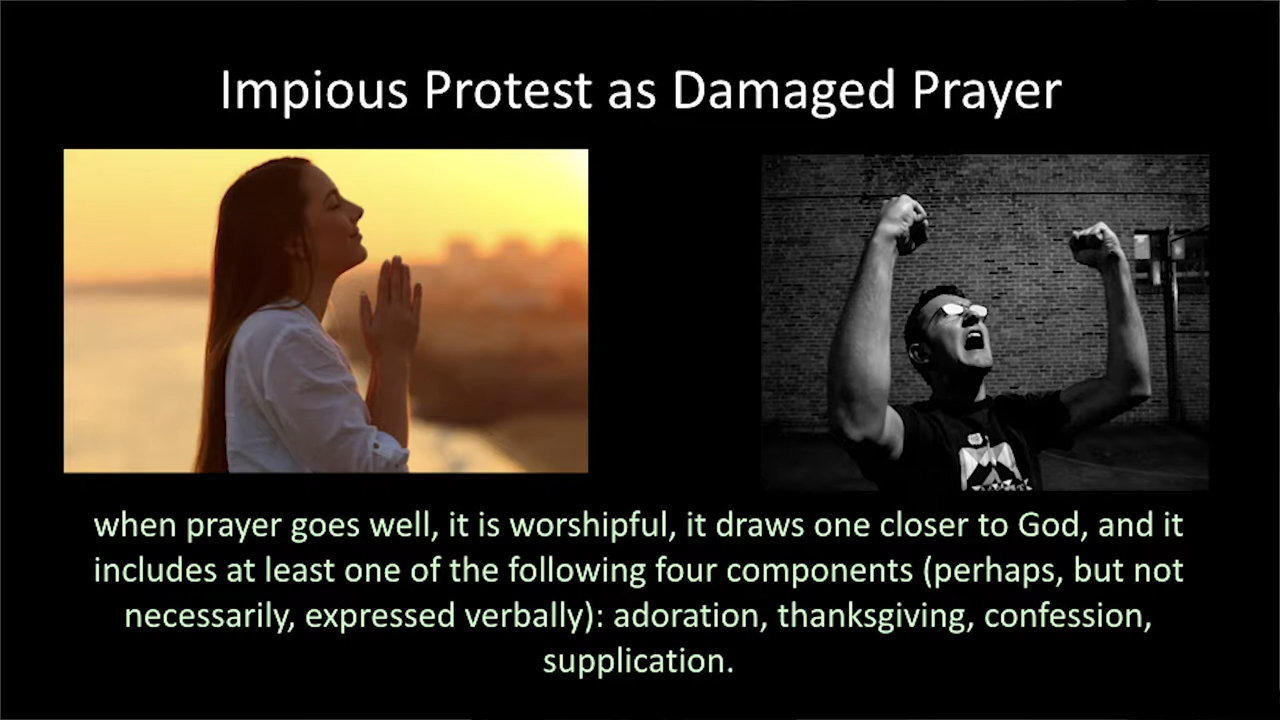 Impious Protest as Damaged Prayer
when prayer goes well, it is worshipful, it draws one closer to God, and it
includes at least one of the following four components (perhaps, but not
necessarily, expressed verbally): adoration, thanksgiving, confession,
supplication.